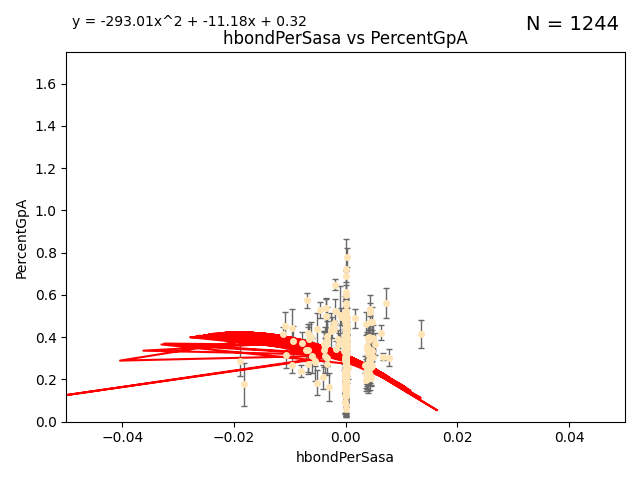 y = -293.01x^2 + -11.18x + 0.32
N = 1244
hbondPerSasa vs PercentGpA
PercentGpA
1.6
1.4
1.2
1.0
0.8
0.6
0.4
0.2
0.0
−0.04
−0.02
0.00
0.02
0.04
hbondPerSasa